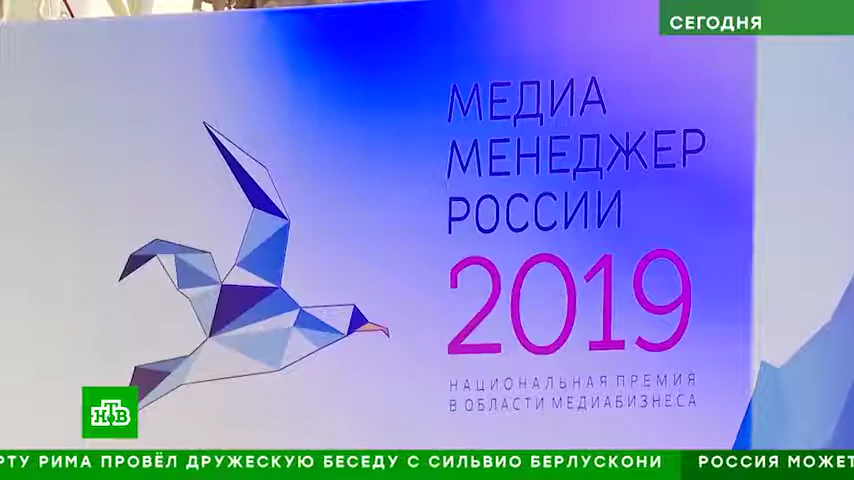 СЕГОДНЯ
МЕДИА
МЕНЕДЖЕР
РОССИИ
2019
НАЦИОНАЛЬНАЯ ПРЕМИЯ
В ОБЛАСТИ МЕДИАБИЗНЕСА
НТВ
РТУ РИМА ПРОВЁЛ ДРУЖЕСКУЮ БЕСЕДУ С СИЛЬВИО БЕРЛУСКОНИ РОССИЯ МОЖЕТ